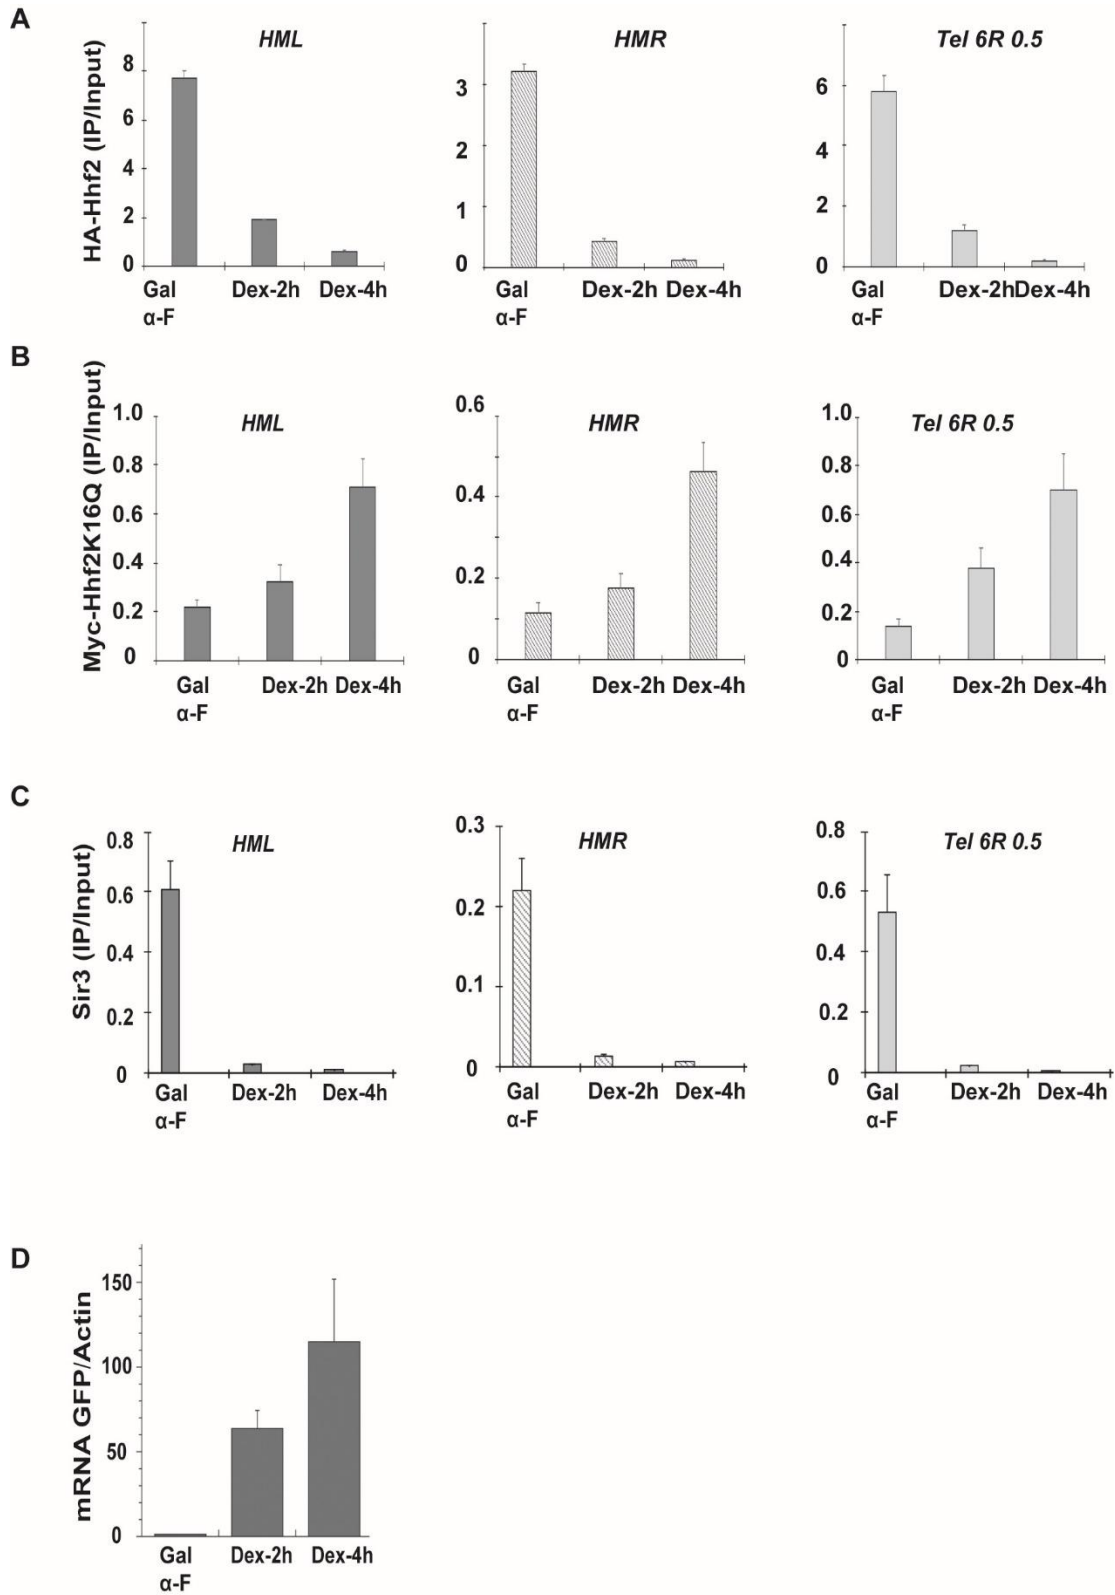 A
HA-Hhf2 (IP/Input)
HML
8
6
4
2
0
Gal Dex-2h Dex-4h
α-F
HMR
3
2
1
0
Gal Dex-2h Dex-4h
α-F
Tel 6R 0.5
6
4
2
0
Gal Dex-2hDex-4h
α-F
B
Myc-Hhf2K16Q (IP/Input)
HML
1.0
0.8
0.6
0.4
0.2
0
Gal Dex-2h Dex-4h
α-F
HMR
0.6
0.4
0.2
0
Gal Dex-2h Dex-4h
α-F
Tel 6R 0.5
1.0
0.8
0.6
0.4
0.2
0
Gal Dex-2h Dex-4h
α-F
C
Sir3 (IP/Input)
HML
0.8
0.6
0.4
0.2
0
Gal Dex-2h Dex-4h
α-F
HMR
0.3
0.2
0.1
0
Gal Dex-2h Dex-4h
α-F
Tel 6R 0.5
0.8
0.6
0.4
0.2
0
Gal Dex-2h Dex-4h
α-F
D
mRNA GFP/Actin
150
100
50
0
Gal Dex-2h Dex-4h
α-F